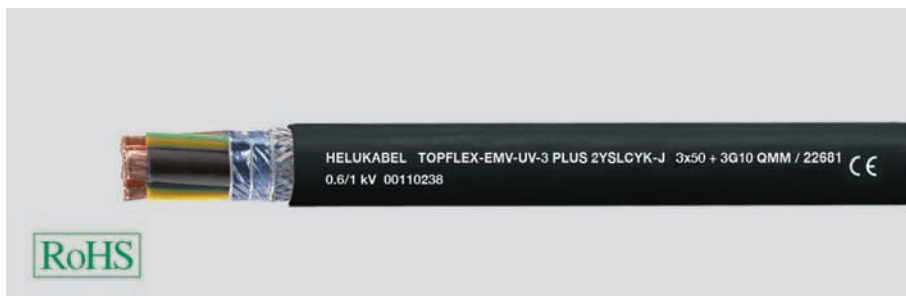 HELUKABEL TOPFLEX-EMV-UV-3 PLUS 2YSLCYK-J 3x50 + 3G10 QMM / 22681 CE
0.6/1 kV 00110238
RoHS